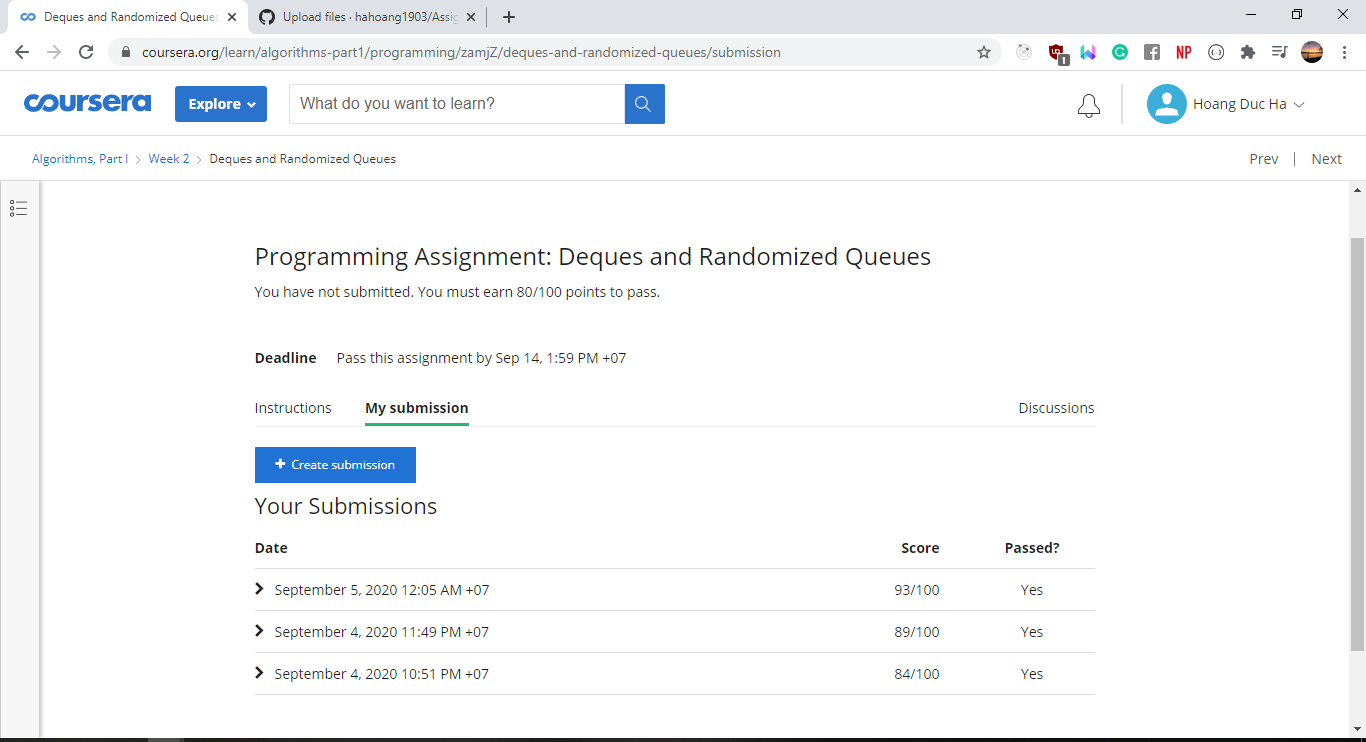 Deques and Randomized Queues
Upload files · hahoang1903/Assig
coursera.org/learn/algorithms-part1/programming/zamjZ/deques-and-randomized-queues/submission
1
NP
coursera
Explore
What do you want to learn?
Hoang Duc Ha
Algorithms, Part I
Week 2
Deques and Randomized Queues
Prev | Next
Programming Assignment: Deques and Randomized Queues
You have not submitted. You must earn 80/100 points to pass.
Deadline Pass this assignment by Sep 14, 1:59 PM +07
Instructions My submission Discussions
+ Create submission
Your Submissions
Date Score Passed?
September 5, 2020 12:05 AM +07 93/100 Yes
September 4, 2020 11:49 PM +07 89/100 Yes
September 4, 2020 10:51 PM +07 84/100 Yes